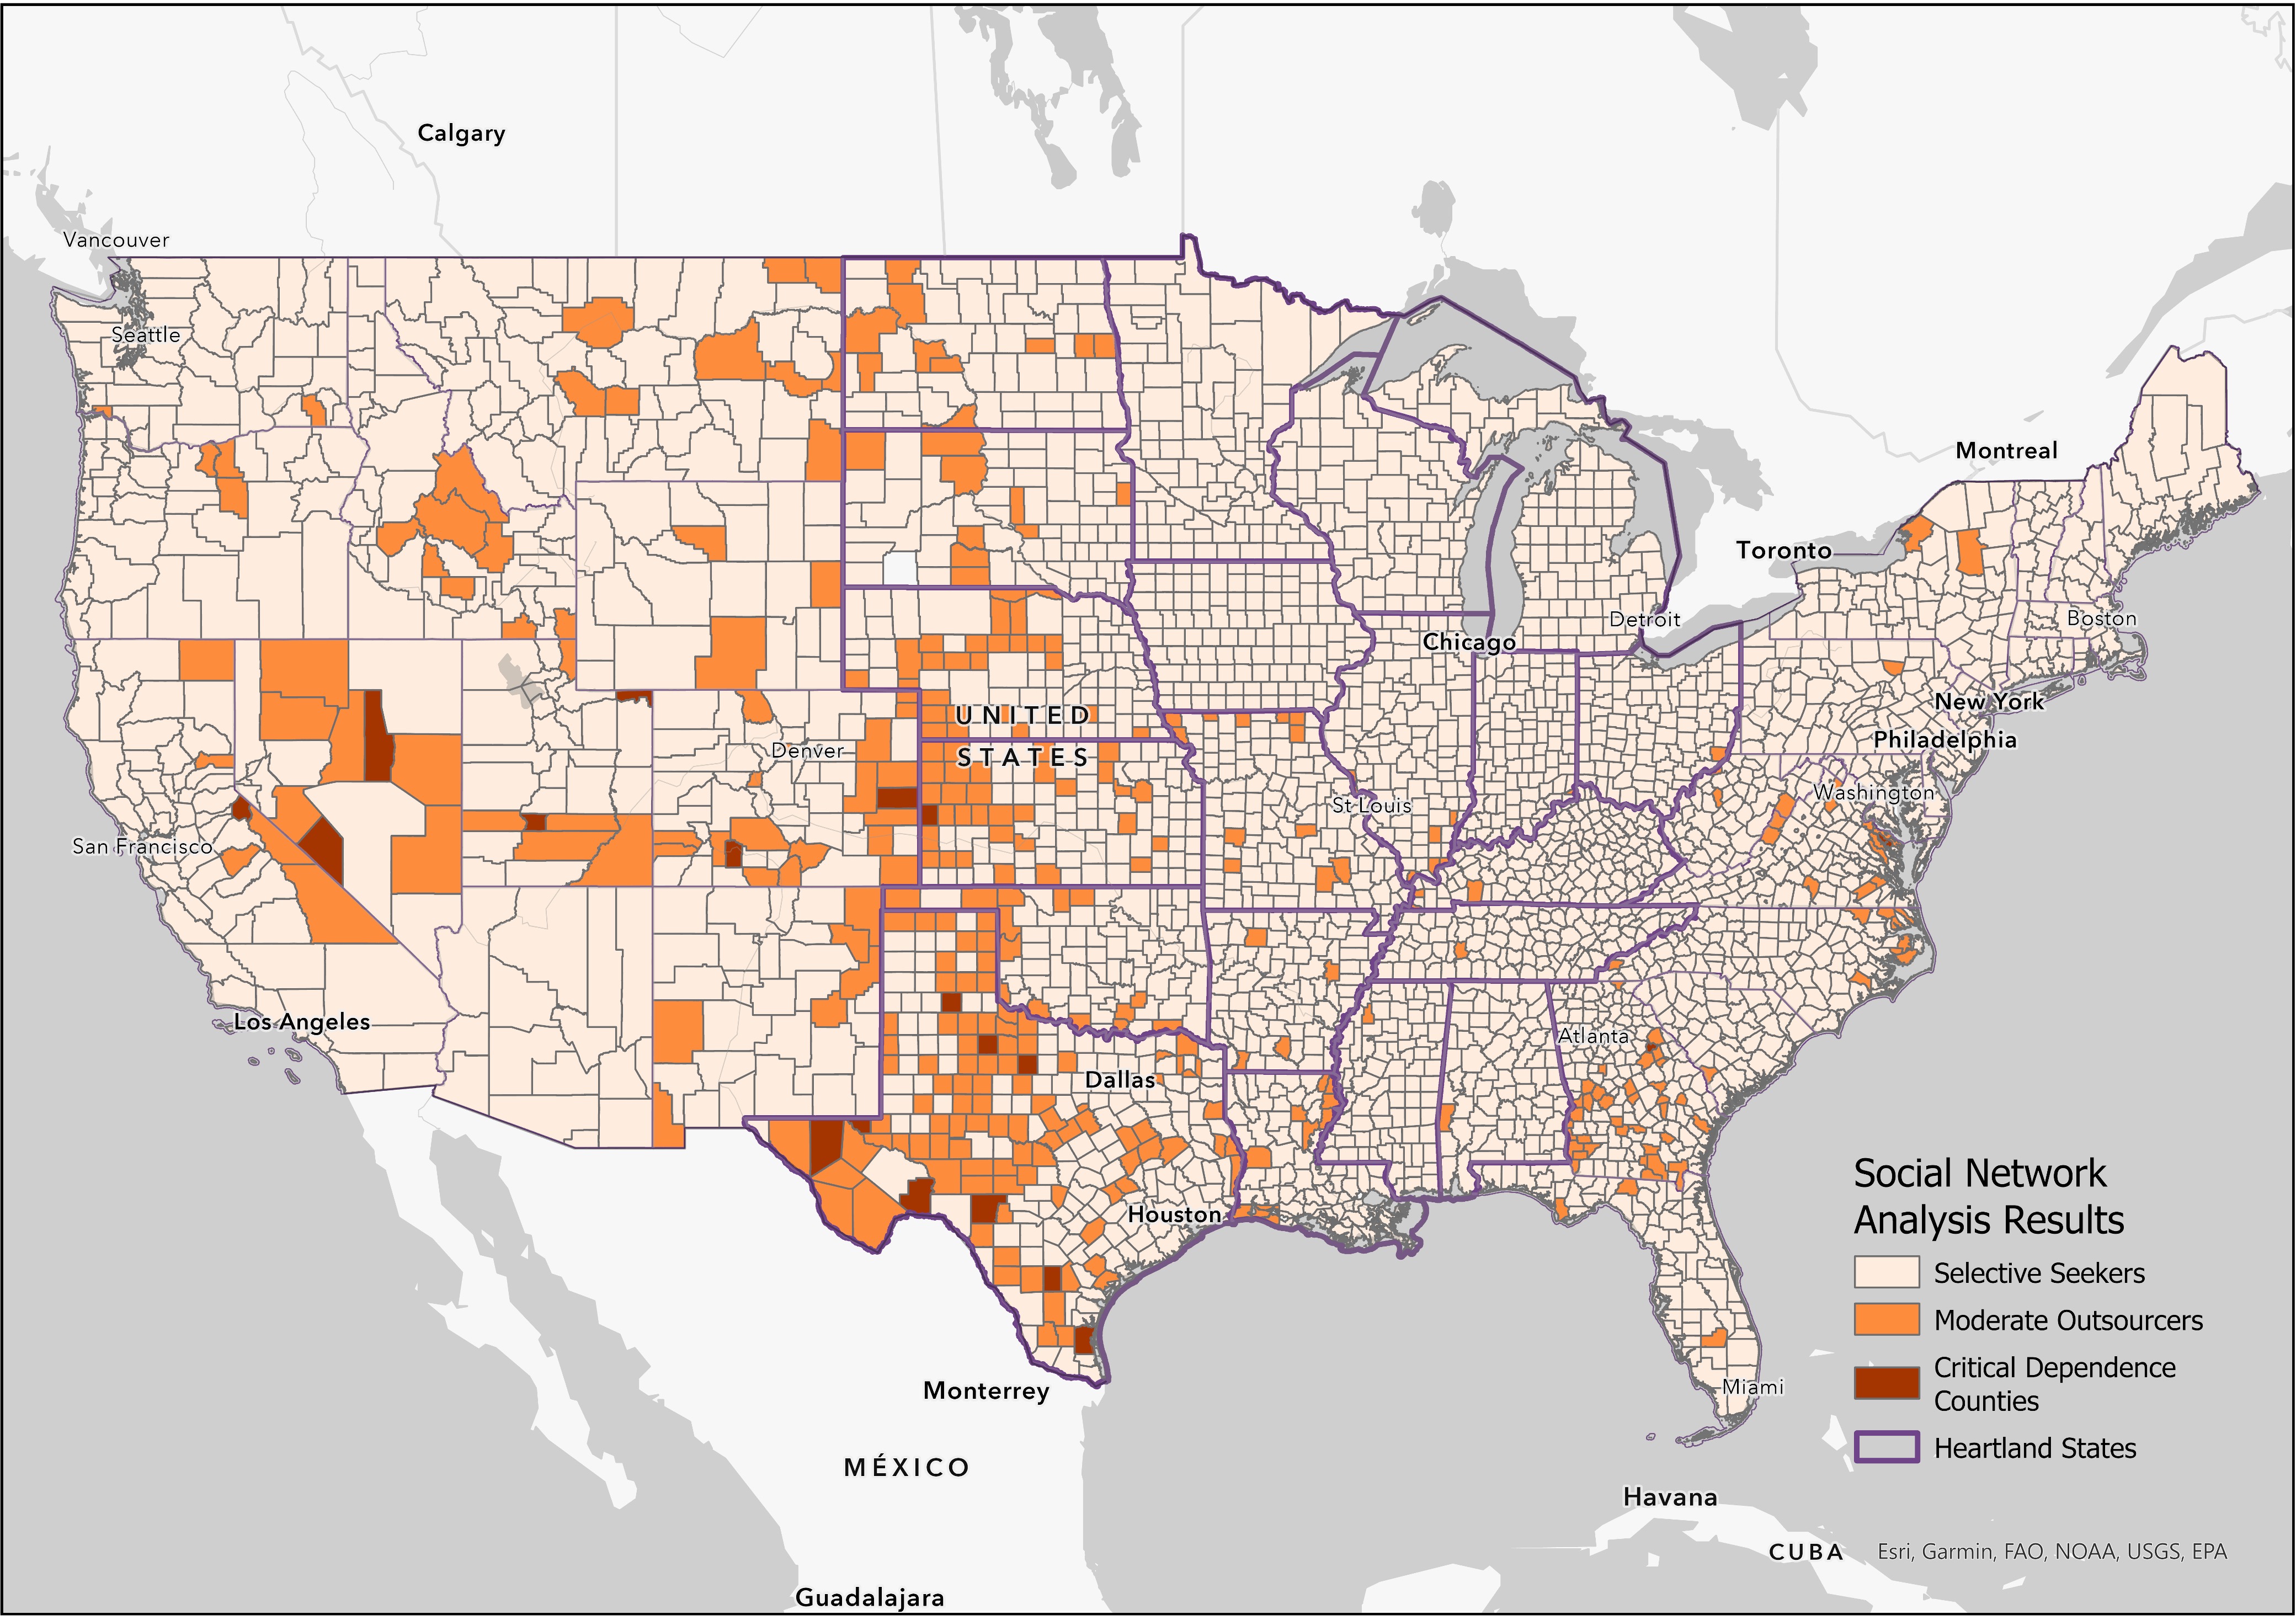 Calgary
Vancouver
Seattle
Montreal
Toronto
Boston
Detroit
Chicago
New York
UNITED
Philadelphia
Denver
STATES
Washington
St Louis
San Francisco
Los Angeles
Atlanta
Dallas
Houston
Miami
Monterrey
MÉXICO
Havana
CUBA
Guadalajara
Social Network
Analysis Results
Selective Seekers
Moderate Outsourcers
Critical Dependence
Counties
Heartland States
Esri, Garmin, FAO, NOAA, USGS, EPA